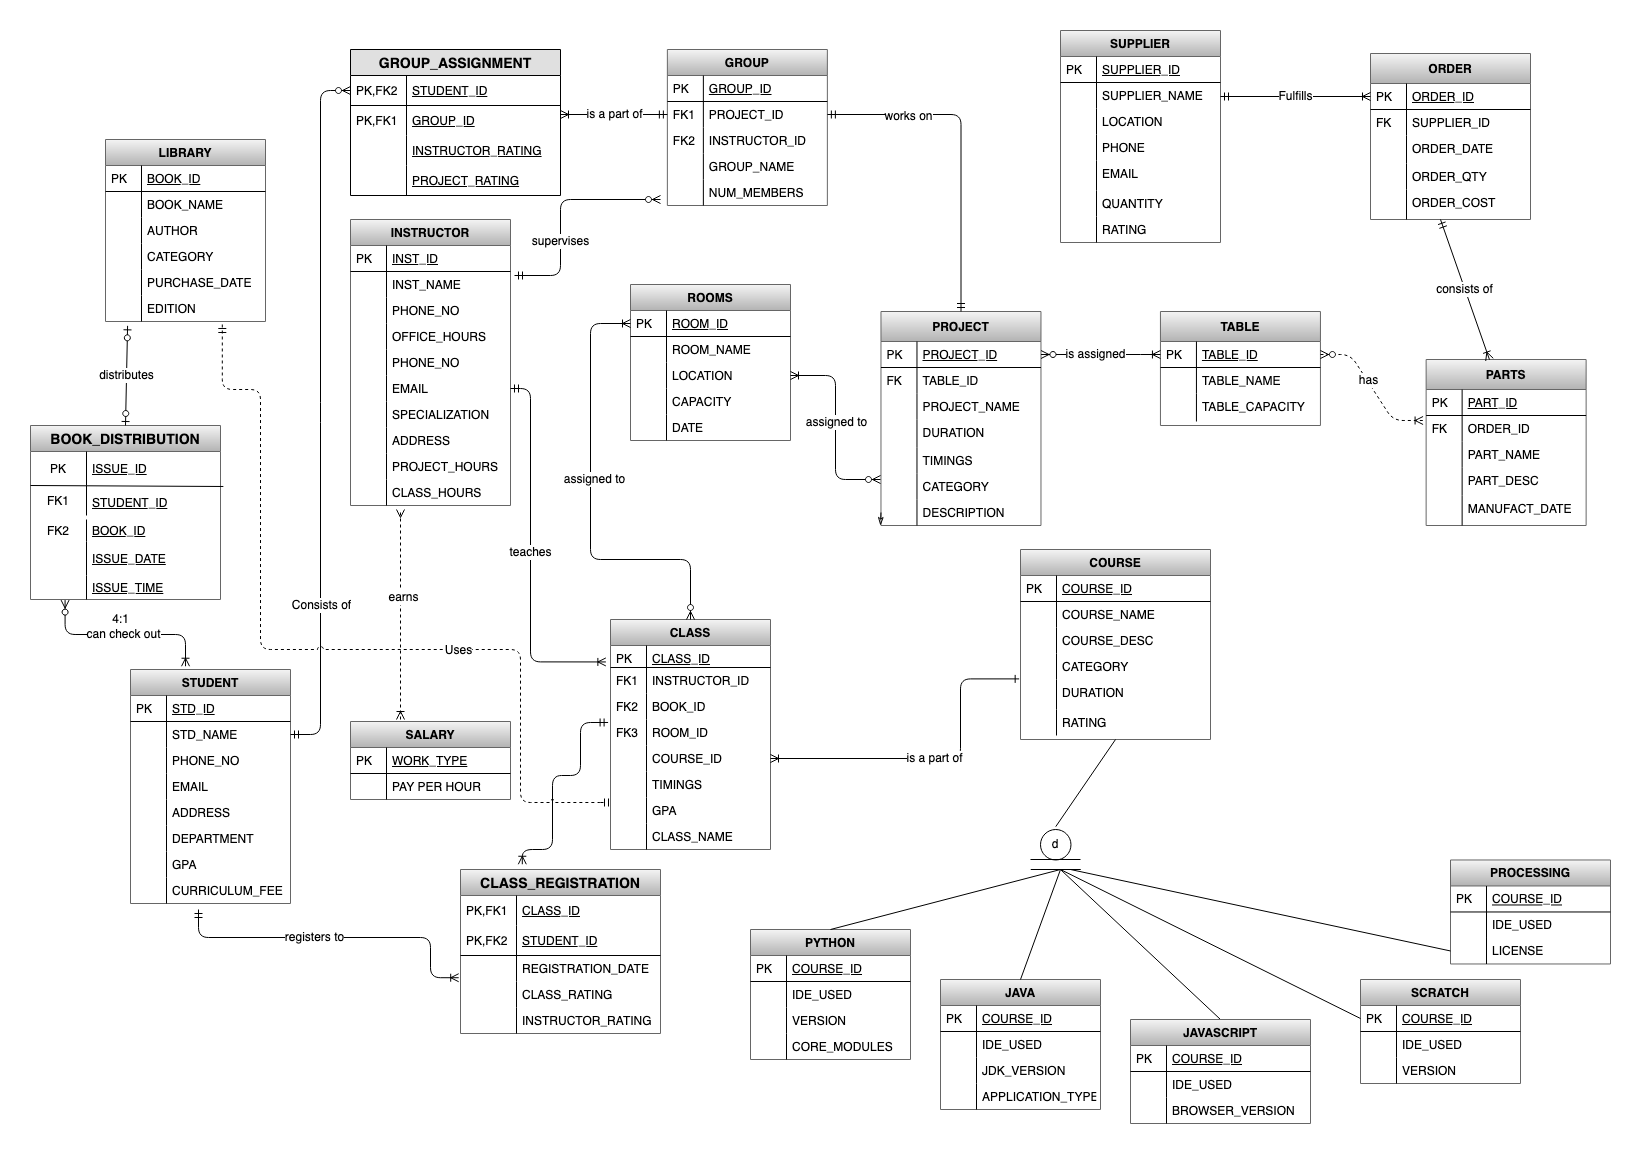 GROUP_ASSIGNMENT
PK,FK2 STUDENT_ID
PK,FK1 GROUP_ID
INSTRUCTOR_RATING
PROJECT_RATING
is a part of
GROUP
PK GROUP_ID
FK1 PROJECT_ID
FK2 INSTRUCTOR_ID
GROUP_NAME
NUM_MEMBERS
works on
SUPPLIER
PK SUPPLIER_ID
SUPPLIER_NAME
LOCATION
PHONE
EMAIL
QUANTITY
RATING
Fulfills
ORDER
PK ORDER_ID
FK SUPPLIER_ID
ORDER_DATE
ORDER_QTY
ORDER_COST
consists of
LIBRARY
PK BOOK_ID
BOOK_NAME
AUTHOR
CATEGORY
PURCHASE_DATE
EDITION
distributes
INSTRUCTOR
PK INST_ID
INST_NAME
PHONE_NO
OFFICE_HOURS
PHONE_NO
EMAIL
SPECIALIZATION
ADDRESS
PROJECT_HOURS
CLASS_HOURS
supervises
teaches
earns
ROOMS
PK ROOM_ID
ROOM_NAME
LOCATION
CAPACITY
DATE
assigned to
assigned to
PROJECT
PK PROJECT_ID
FK TABLE_ID
PROJECT_NAME
DURATION
TIMINGS
CATEGORY
DESCRIPTION
is assigned
TABLE
PK TABLE_ID
TABLE_NAME
TABLE_CAPACITY
has
PARTS
PK PART_ID
FK ORDER_ID
PART_NAME
PART_DESC
MANUFACT_DATE
BOOK_DISTRIBUTION
PK ISSUE_ID
FK1 STUDENT_ID
FK2 BOOK_ID
ISSUE_DATE
ISSUE_TIME
4:1
can check out
Consists of
Uses
STUDENT
PK STD_ID
STD_NAME
PHONE_NO
EMAIL
ADDRESS
DEPARTMENT
GPA
CURRICULUM_FEE
registers to
SALARY
PK WORK_TYPE
PAY PER HOUR
CLASS
PK CLASS_ID
FK1 INSTRUCTOR_ID
FK2 BOOK_ID
FK3 ROOM_ID
COURSE_ID
TIMINGS
GPA
CLASS_NAME
is a part of
COURSE
PK COURSE_ID
COURSE_NAME
COURSE_DESC
CATEGORY
DURATION
RATING
d
CLASS_REGISTRATION
PK,FK1 CLASS_ID
PK,FK2 STUDENT_ID
REGISTRATION_DATE
CLASS_RATING
INSTRUCTOR_RATING
PYTHON
PK COURSE_ID
IDE_USED
VERSION
CORE_MODULES
JAVA
PK COURSE_ID
IDE_USED
JDK_VERSION
APPLICATION_TYPE
JAVASCRIPT
PK COURSE_ID
IDE_USED
BROWSER_VERSION
SCRATCH
PK COURSE_ID
IDE_USED
VERSION
PROCESSING
PK COURSE_ID
IDE_USED
LICENSE